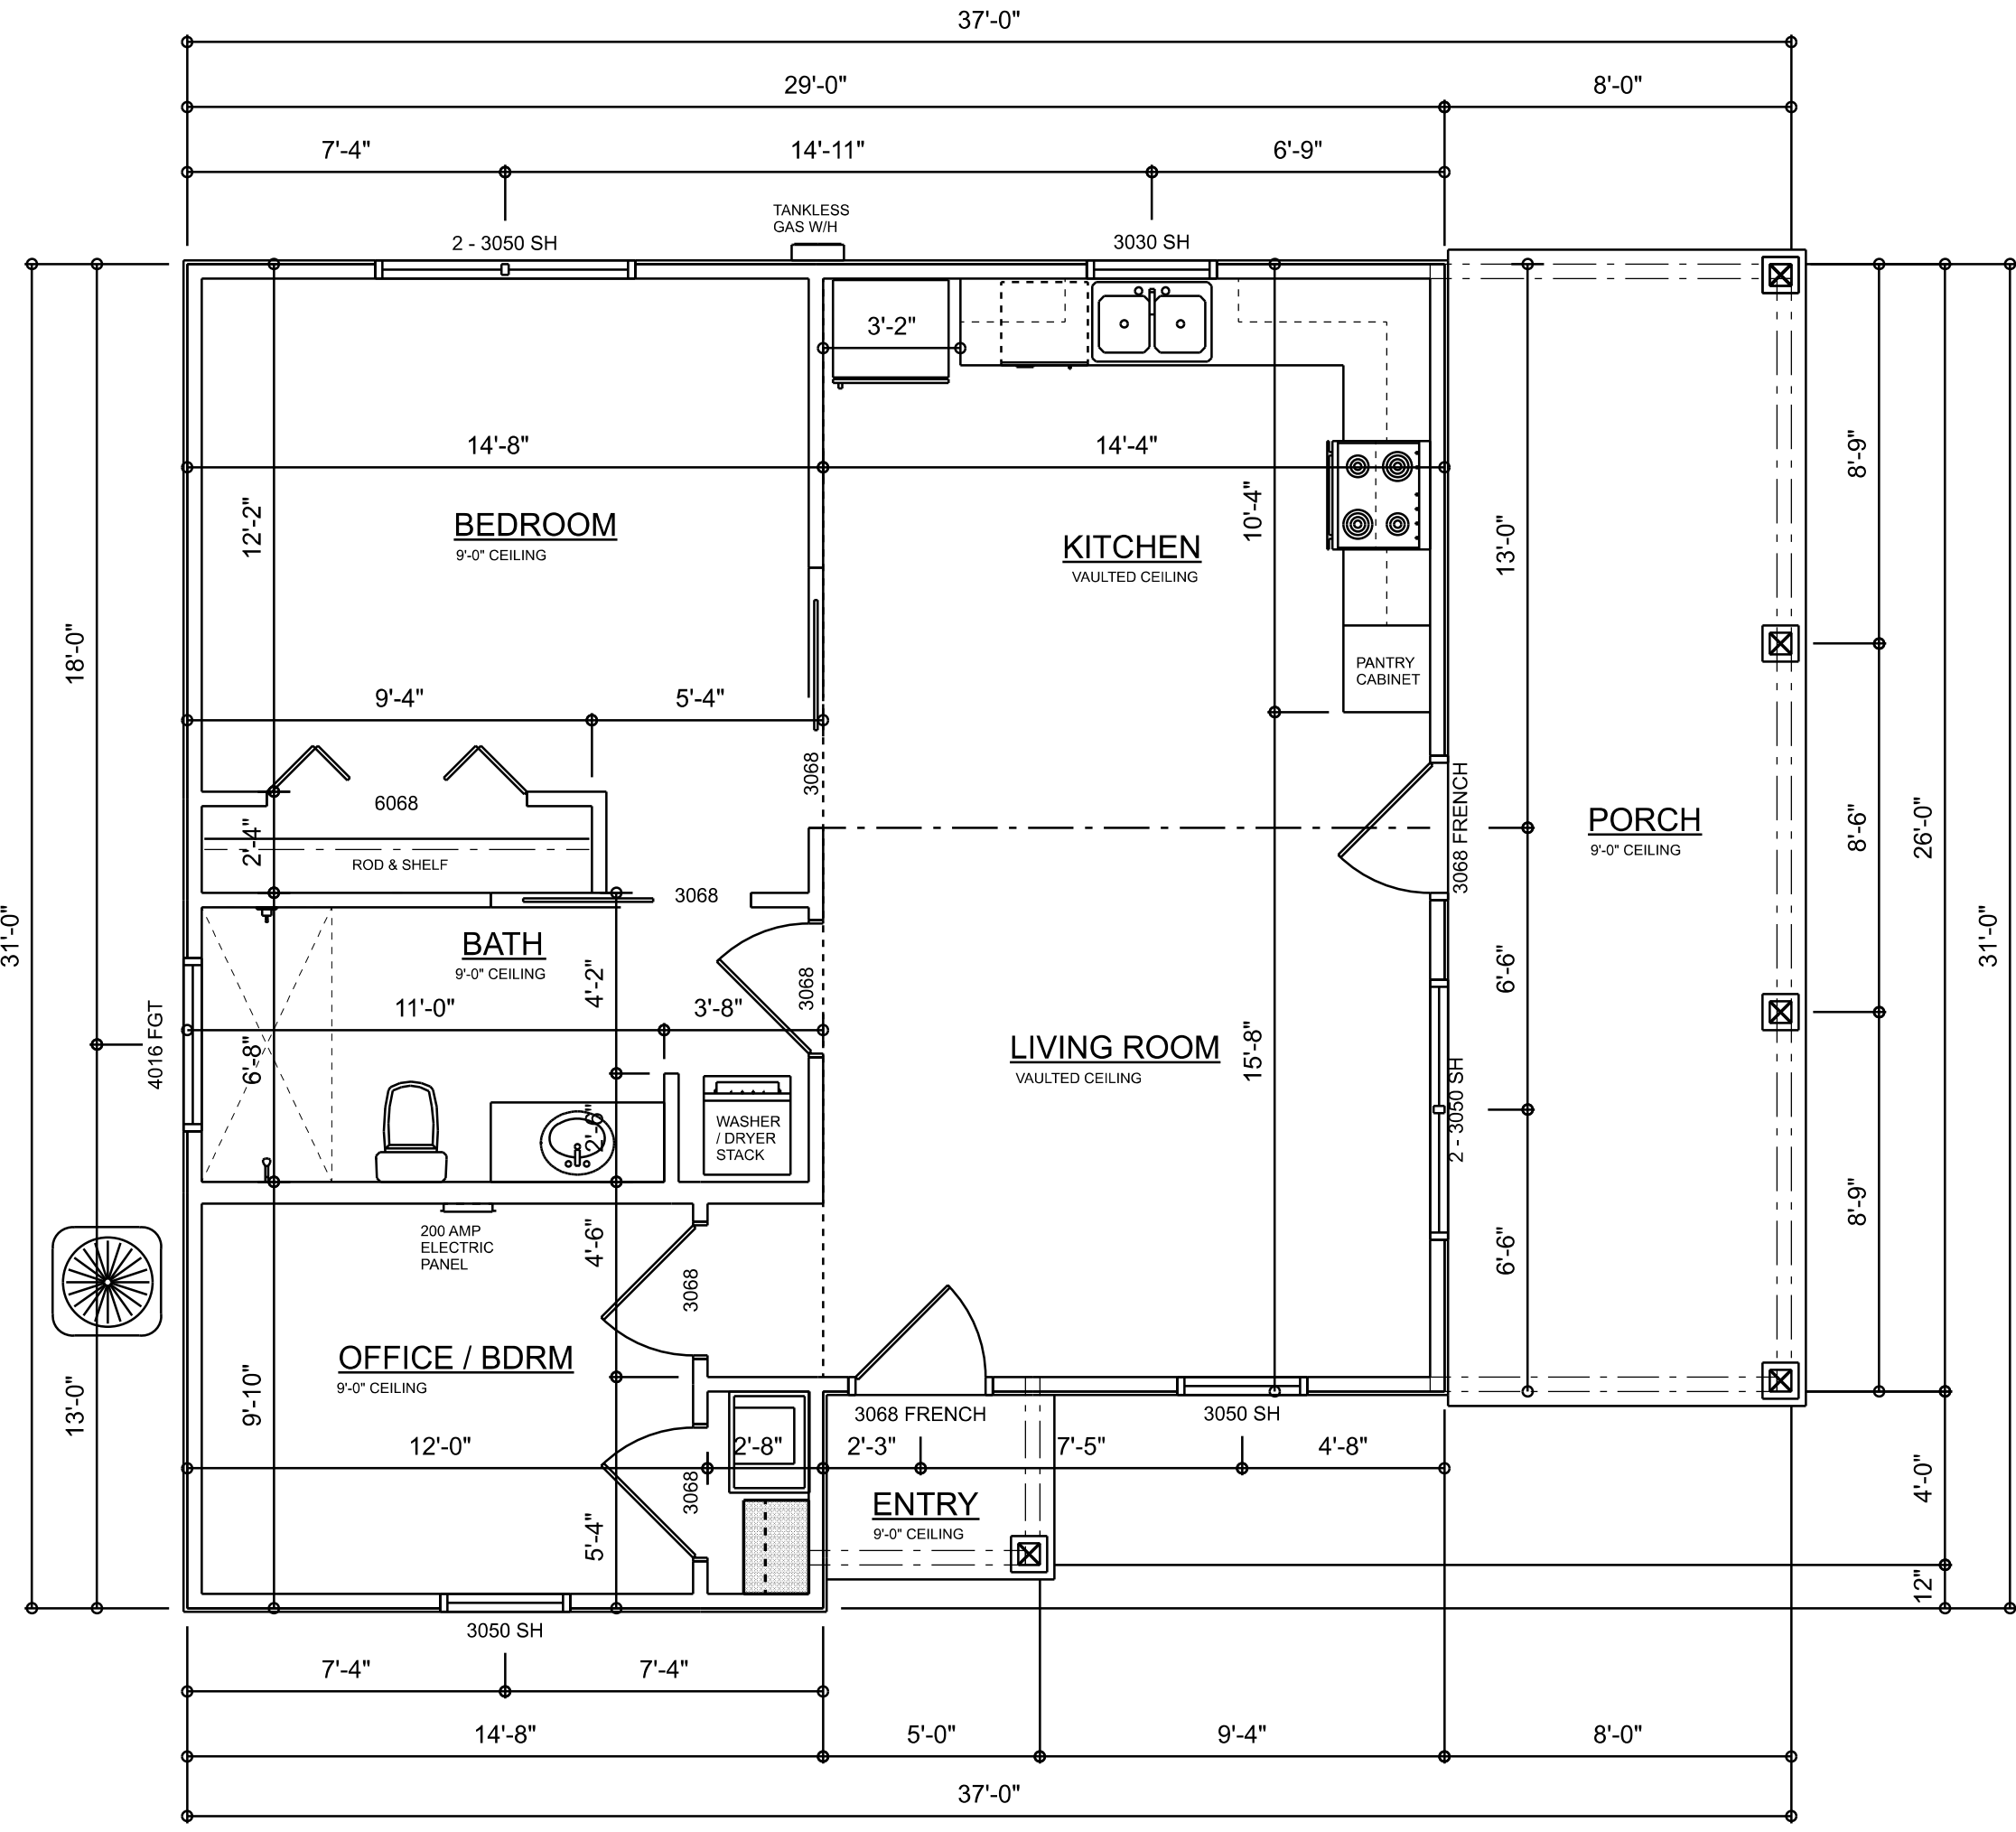 37'-0"
29'-0"
8'-0"
7'-4"
14'-11"
6'-9"
TANKLESS
GAS W/H
2 - 3050 SH
3030 SH
3'-2"
14'-8"
14'-4"
8'-9"
12'-2"
BEDROOM
9'-0" CEILING
10'-4"
KITCHEN
VAULTED CEILING
13'-0"
18'-0"
PANTRY
CABINET
9'-4"
5'-4"
3068
6068
2'-4"
ROD & SHELF
3068
3068 FRENCH
PORCH
9'-0" CEILING
8'-6"
26'-0"
31'-0"
31'-0"
BATH
9'-0" CEILING
4'-2"
3068
6'-6"
11'-0"
3'-8"
4016 FGT
6'-8"
LIVING ROOM
VAULTED CEILING
15'-8"
2 - 3050 SH
2'-6"
WASHER
/ DRYER
STACK
8'-9"
200 AMP
ELECTRIC
PANEL
4'-6"
3068
6'-6"
OFFICE / BDRM
9'-0" CEILING
9'-10"
13'-0"
3068 FRENCH
3050 SH
12'-0"
2'-8"
2'-3"
7'-5"
4'-8"
3068
5'-4"
ENTRY
9'-0" CEILING
4'-0"
12"
3050 SH
7'-4"
7'-4"
14'-8"
5'-0"
9'-4"
8'-0"
37'-0"